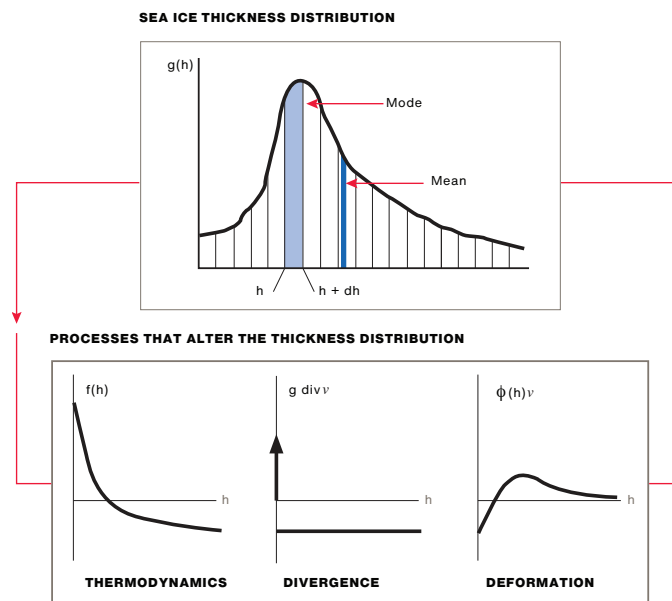 SEA ICE THICKNESS DISTRIBUTION
g(h)
Mode
Mean
h
h + dh
PROCESSES THAT ALTER THE THICKNESS DISTRIBUTION
f(h)
g div v
ϕ(h)v
h
h
h
THERMODYNAMICS
DIVERGENCE
DEFORMATION